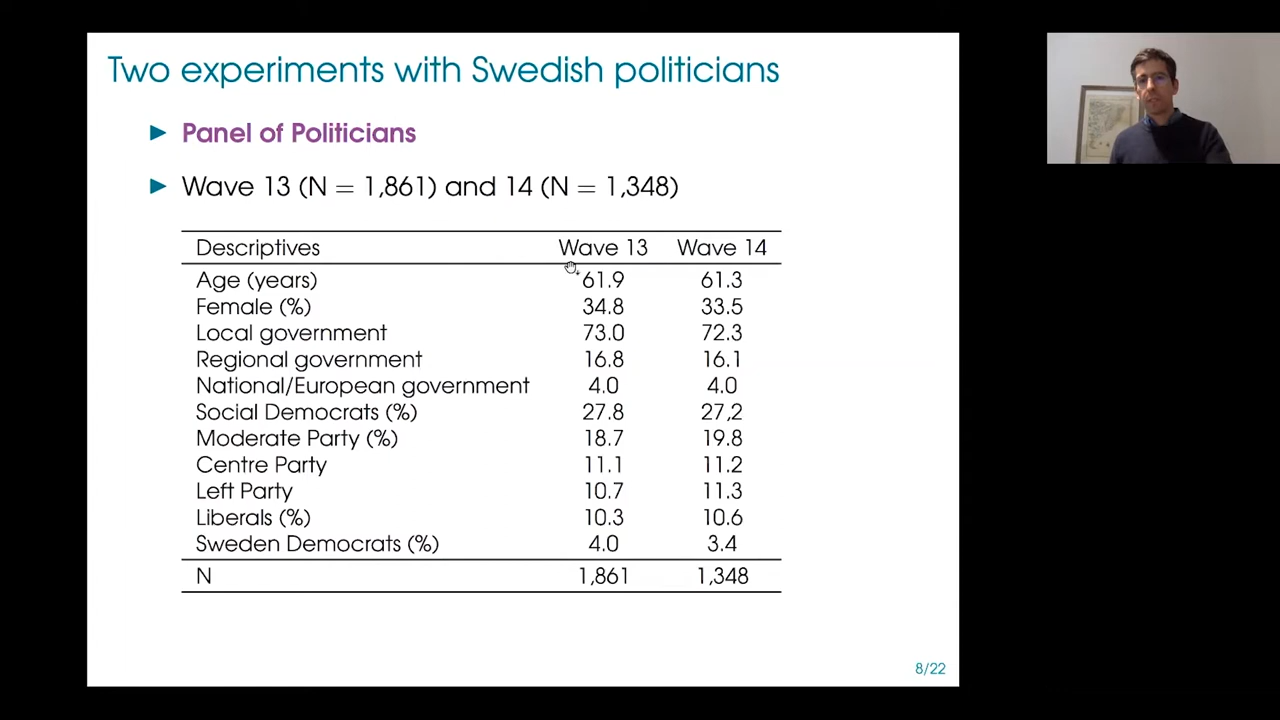 Two experiments with Swedish politicians
▶ Panel of Politicians
▶ Wave 13 (N = 1,861) and 14 (N = 1,348)
Descriptives Wave 13 Wave 14
Age (years) 61.9 61.3
Female (%) 34.8 33.5
Local government 73.0 72.3
Regional government 16.8 16.1
National/European government 4.0 4.0
Social Democrats (%) 27.8 27,2
Moderate Party (%) 18.7 19.8
Centre Party 11.1 11.2
Left Party 10.7 11.3
Liberals (%) 10.3 10.6
Sweden Democrats (%) 4.0 3.4
N 1,861 1,348
8/22